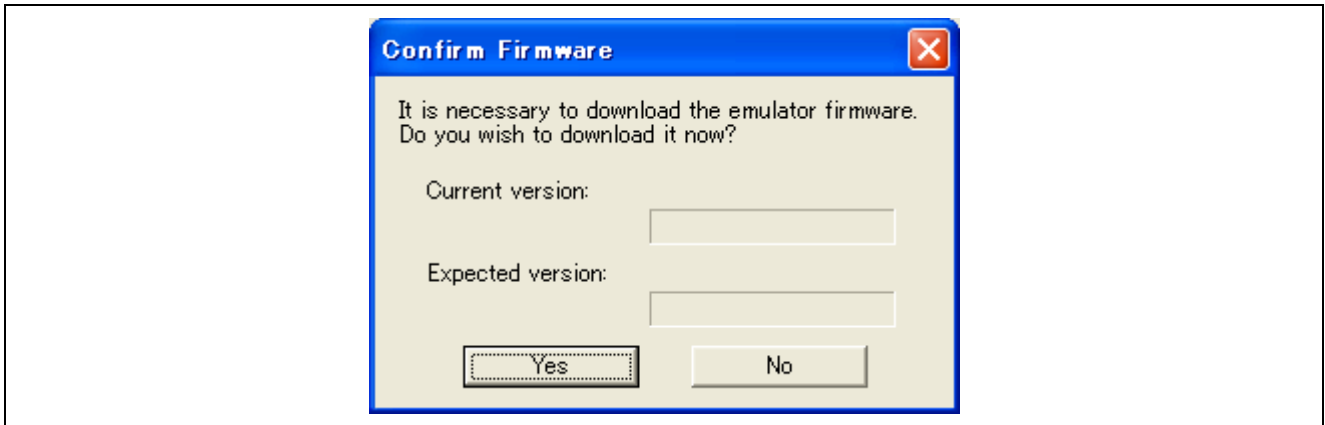 Confirm Firmware
It is necessary to download the emulator firmware.
Do you wish to download it now?
Current version:
Expected version:
Yes No